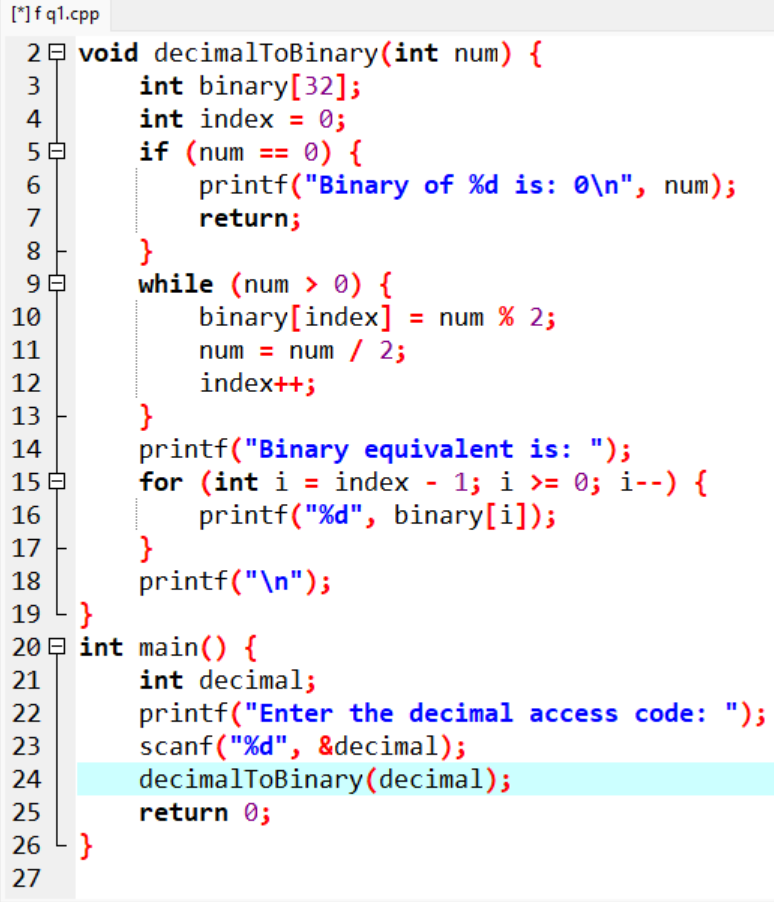 [*] f q1.cpp
2 void decimalToBinary(int num) {
3 int binary[32];
4 int index = 0;
5 if (num == 0) {
6 printf("Binary of %d is: 0\n", num);
7 return;
8 }
9 while (num > 0) {
10 binary[index] = num % 2;
11 num = num / 2;
12 index++;
13 }
14 printf("Binary equivalent is: ");
15 for (int i = index - 1; i >= 0; i--) {
16 printf("%d", binary[i]);
17 }
18 printf("\n");
19 }
20 int main() {
21 int decimal;
22 printf("Enter the decimal access code: ");
23 scanf("%d", &decimal);
24 decimalToBinary(decimal);
25 return 0;
26 }
27